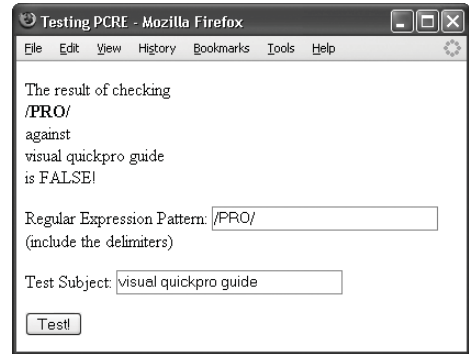 Testing PCRE - Mozilla Firefox
File Edit View History Bookmarks Tools Help
The result of checking
/PRO/
against
visual quickpro guide
is FALSE!
Regular Expression Pattern: /PRO/
(include the delimiters)
Test Subject: visual quickpro guide
Test!